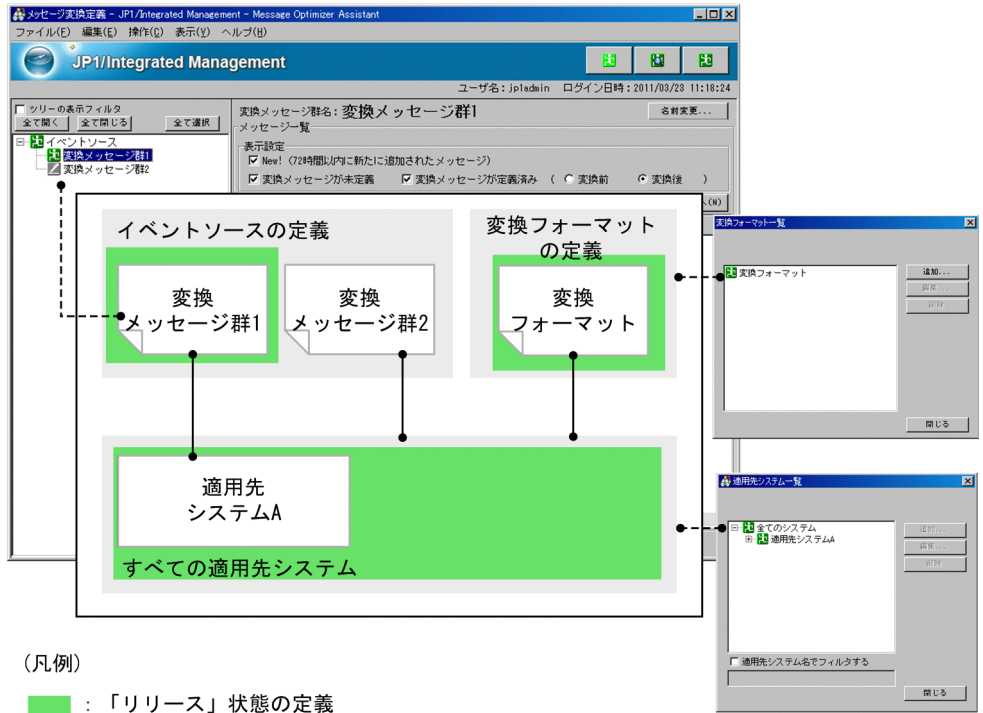 メッセージ変換定義 - JP1/Integrated Management - Message Optimizer Assistant
ファイル(F) 編集(E) 操作(C) 表示(V) ヘルプ(H)
JP1/Integrated Management
ユーザ名：jp1admin ログイン日時：2011/03/23 11:18:24
ツリーの表示フィルタ
全て開く 全て閉じる 全て選択
イベントソース
変換メッセージ群1
変換メッセージ群2
変換メッセージ群名：変換メッセージ群1 名前変更...
メッセージ一覧
表示設定
New! (72時間以内に新たに追加されたメッセージ)
変換メッセージが未定義 変換メッセージが定義済み ( 変換前 変換後 )
(N)
イベントソースの定義
変換
メッセージ群1
変換
メッセージ群2
変換フォーマット
の定義
変換
フォーマット
適用先
システムA
すべての適用先システム
変換フォーマット一覧
変換フォーマット
追加...
編集...
削除
閉じる
適用先システム一覧
全てのシステム
適用先システムA
追加...
編集...
削除
適用先システム名でフィルタする
閉じる
(凡例)
：「リリース」状態の定義